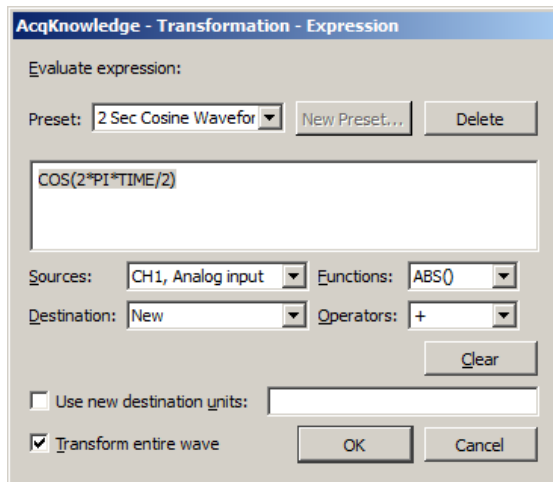 AcqKnowledge - Transformation - Expression
Evaluate expression:
Preset: 2 Sec Cosine Wavefor New Preset... Delete
COS(2*PI*TIME/2)
Sources: CH1, Analog input Functions: ABS()
Destination: New Operators: +
Clear
Use new destination units:
Transform entire wave OK Cancel